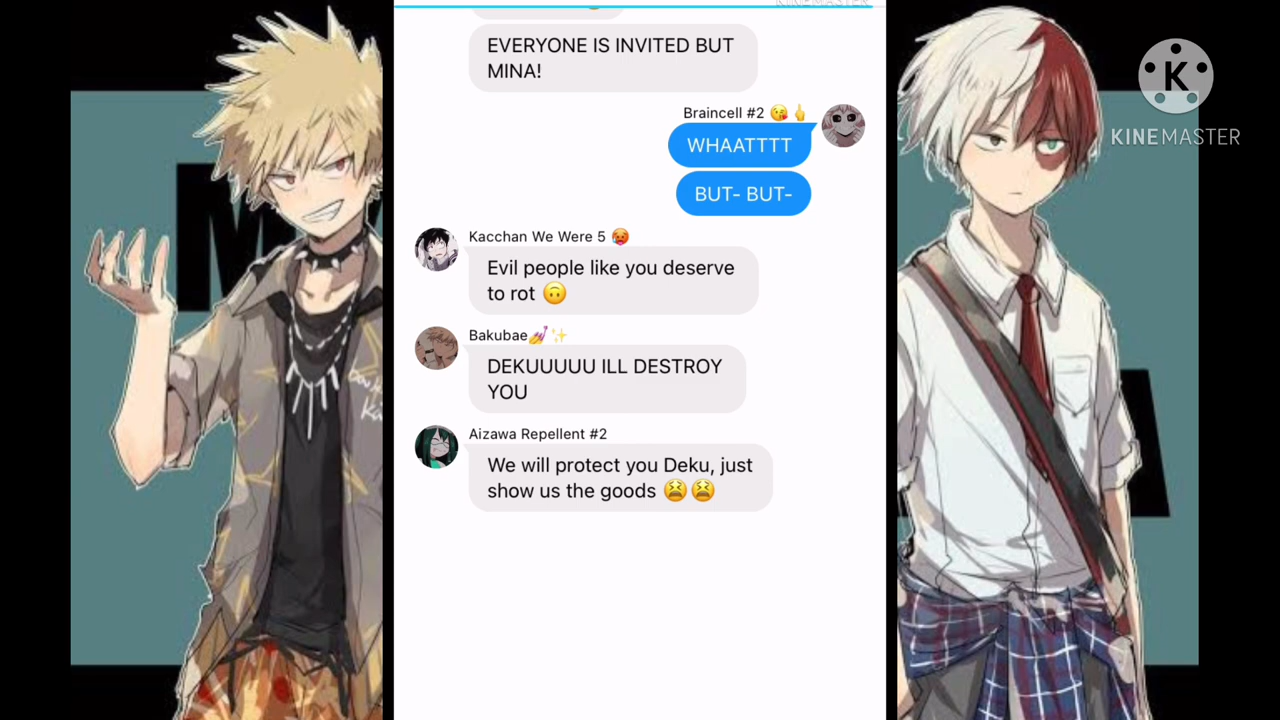 KINEMASTER
EVERYONE IS INVITED BUT
MINA!
Braincell #2 😘🖕
WHAATTTT
BUT- BUT-
Kacchan We Were 5 🥵
Evil people like you deserve
to rot 🙃
Bakubae💅✨
DEKUUUUU ILL DESTROY
YOU
Aizawa Repellent #2
We will protect you Deku, just
show us the goods 😫😫
K
KINEMASTER